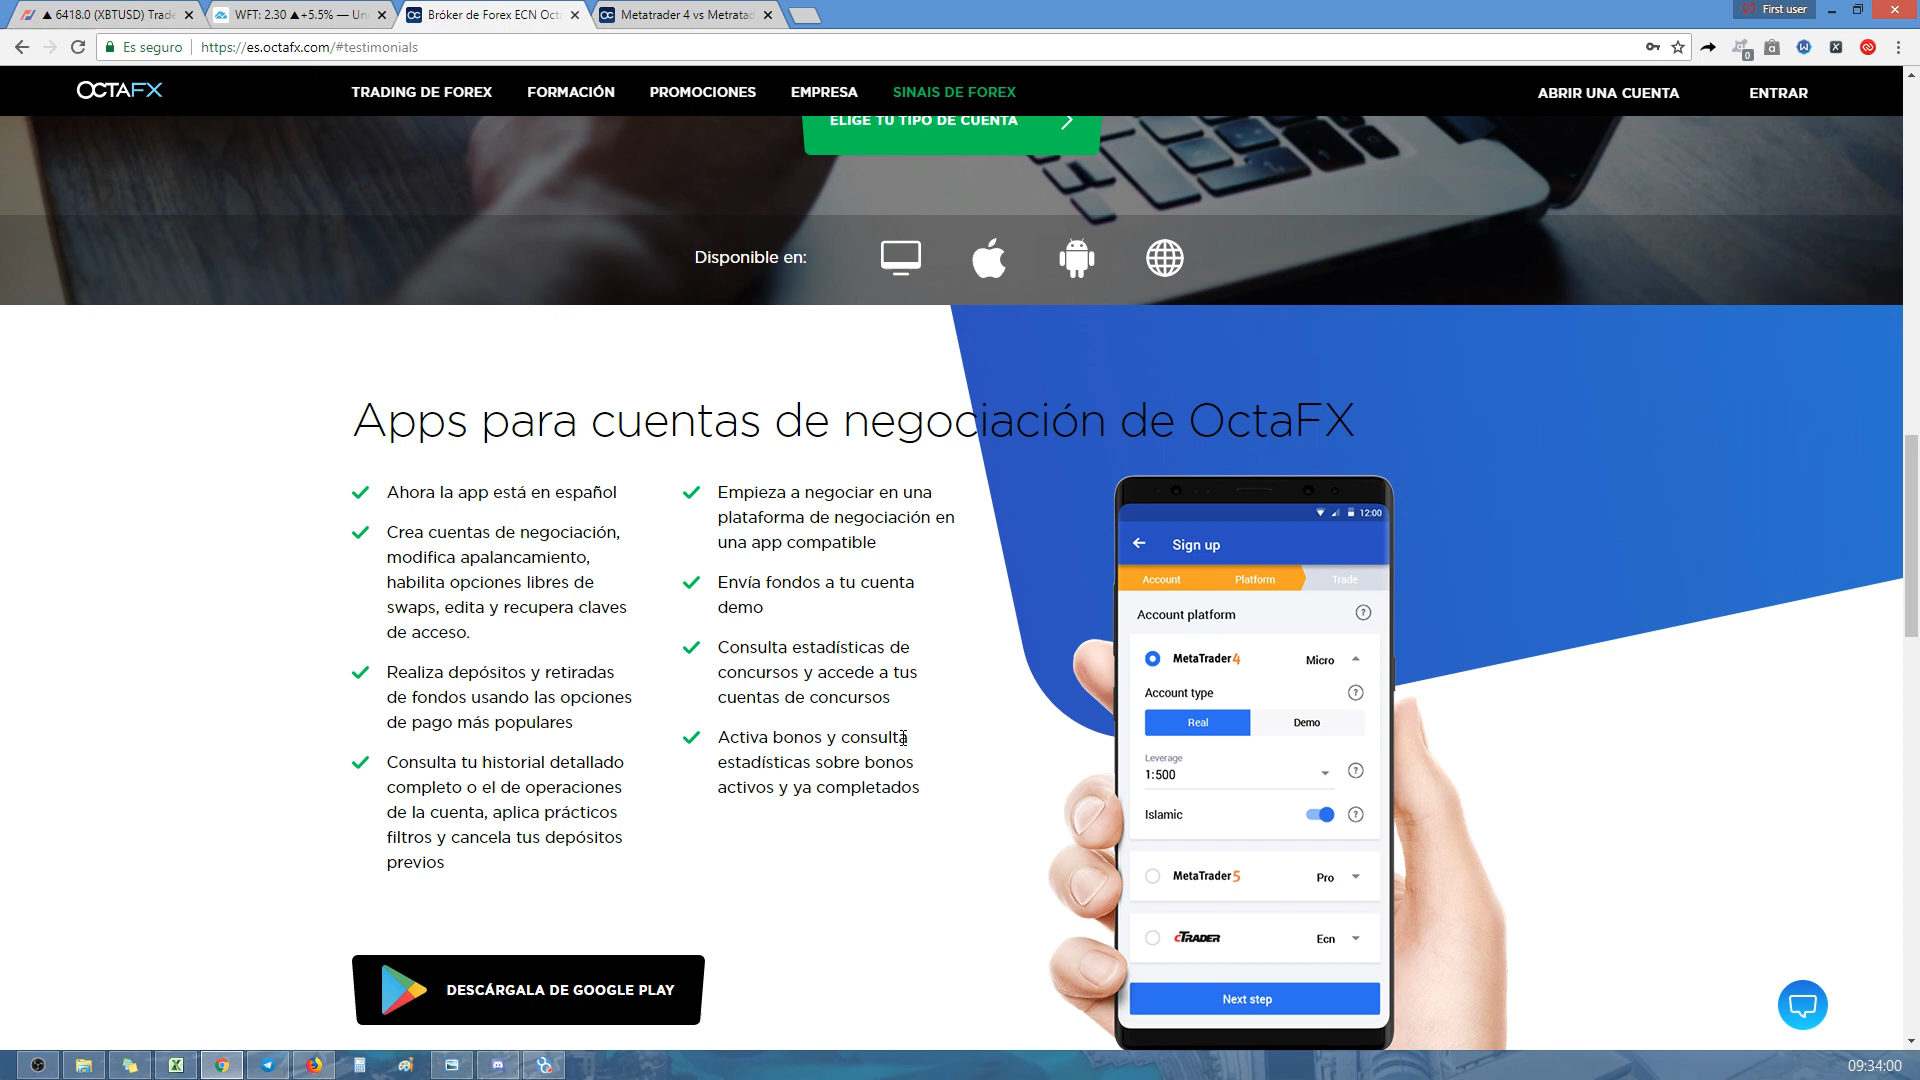 ▲ 6418.0 (XBTUSD) Trade
WFT: 2.30 ▲+5.5% — Un
Bróker de Forex ECN Octa
Metatrader 4 vs Metratad
First user
Es seguro
https://es.octafx.com/#testimonials
0
OCTAFX
TRADING DE FOREX
FORMACIÓN
PROMOCIONES
EMPRESA
SINAIS DE FOREX
ABRIR UNA CUENTA
ENTRAR
ELIGE TU TIPO DE CUENTA
Disponible en:
Apps para cuentas de negociación de OctaFX
Ahora la app está en español
Crea cuentas de negociación,
modifica apalancamiento,
habilita opciones libres de
swaps, edita y recupera claves
de acceso.
Realiza depósitos y retiradas
de fondos usando las opciones
de pago más populares
Consulta tu historial detallado
completo o el de operaciones
de la cuenta, aplica prácticos
filtros y cancela tus depósitos
previos
Empieza a negociar en una
plataforma de negociación en
una app compatible
Envía fondos a tu cuenta
demo
Consulta estadísticas de
concursos y accede a tus
cuentas de concursos
Activa bonos y consulta
estadísticas sobre bonos
activos y ya completados
DESCÁRGALA DE GOOGLE PLAY
12:00
Sign up
Account
Platform
Trade
Account platform
MetaTrader 4
Micro
Account type
Real
Demo
Leverage
1:500
Islamic
MetaTrader 5
Pro
cTRADER
Ecn
Next step
09:34:00